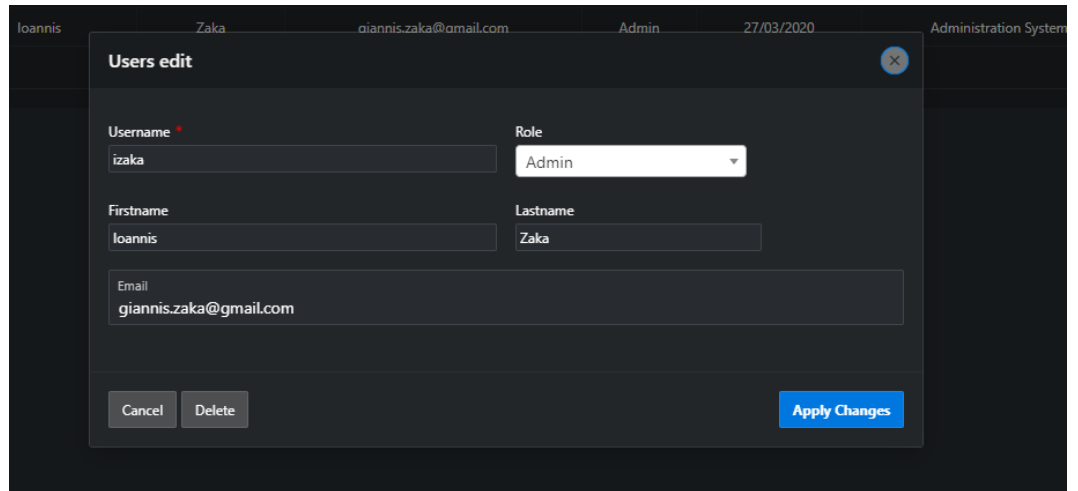 Ioannis Zaka giannis.zaka@gmail.com Admin 27/03/2020 Administration System
Users edit
Username * Role
izaka Admin
Firstname Lastname
Ioannis Zaka
Email
giannis.zaka@gmail.com
Cancel Delete Apply Changes